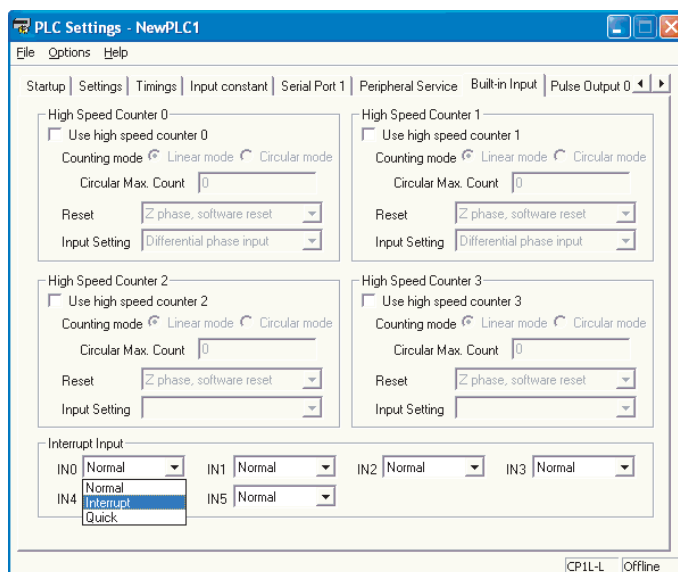 PLC Settings - NewPLC1
File Options Help
Startup Settings Timings Input constant Serial Port 1 Peripheral Service Built-in Input Pulse Output 0
High Speed Counter 0
Use high speed counter 0
Counting mode Linear mode Circular mode
Circular Max. Count 0
Reset Z phase, software reset
Input Setting Differential phase input
High Speed Counter 1
Use high speed counter 1
Counting mode Linear mode Circular mode
Circular Max. Count 0
Reset Z phase, software reset
Input Setting Differential phase input
High Speed Counter 2
Use high speed counter 2
Counting mode Linear mode Circular mode
Circular Max. Count 0
Reset Z phase, software reset
Input Setting
High Speed Counter 3
Use high speed counter 3
Counting mode Linear mode Circular mode
Circular Max. Count 0
Reset Z phase, software reset
Input Setting
Interrupt Input
IN0 Normal IN1 Normal IN2 Normal IN3 Normal
Normal
IN4 Interrupt IN5 Normal
Quick
CP1L-L Offline